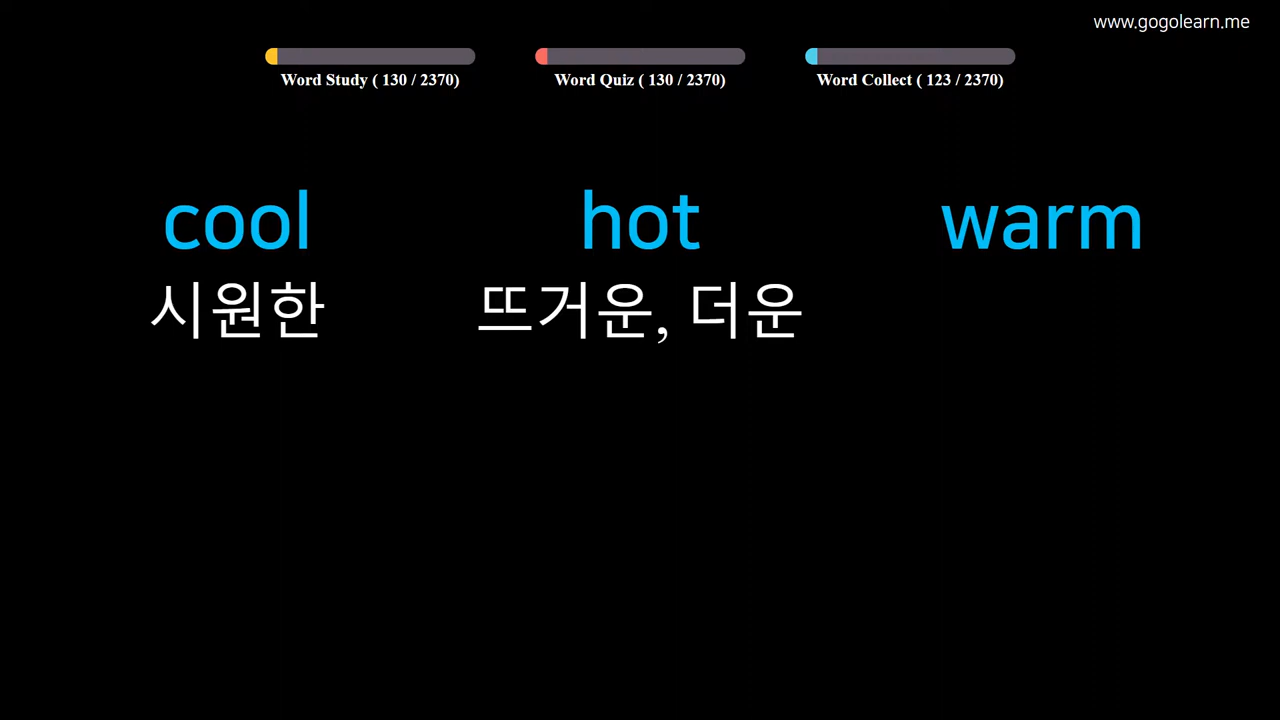 www.gogolearn.me
Word Study ( 130 / 2370)
Word Quiz ( 130 / 2370)
Word Collect ( 123 / 2370)
cool
hot
warm
시원한
뜨거운, 더운